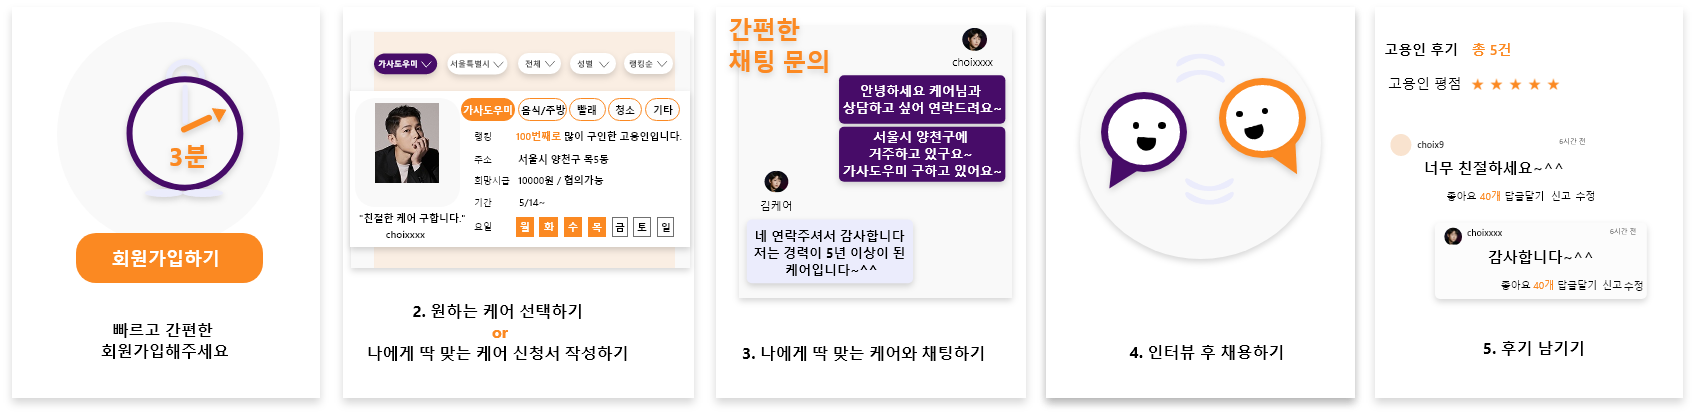 3분
회원가입하기
빠르고 간편한
회원가입해주세요
가사도우미 서울특별시 전체 성별 랭킹순
가사도우미 음식/주방 빨래 청소 기타
랭킹 100번째로 많이 구인한 고용인입니다.
주소 서울시 양천구 목5동
희망시급 10000원 / 협의가능
기간 5/14~
요일 월 화 수 목 금 토 일
"친절한 케어 구합니다."
choixxxx
2. 원하는 케어 선택하기
or
나에게 딱 맞는 케어 신청서 작성하기
간편한
채팅 문의
choixxxx
안녕하세요 케어님과
상담하고 싶어 연락드려요~
서울시 양천구에
거주하고 있구요~
가사도우미 구하고 있어요~
김케어
네 연락주셔서 감사합니다
저는 경력이 5년 이상이 된
케어입니다~^^
3. 나에게 딱 맞는 케어와 채팅하기
4. 인터뷰 후 채용하기
고용인 후기 총 5건
고용인 평점 ★ ★ ★ ★ ★
choix9 6시간 전
너무 친절하세요~^^
좋아요 40개 답글달기 신고 수정
choixxxx 6시간 전
감사합니다~^^
좋아요 40개 답글달기 신고 수정
5. 후기 남기기